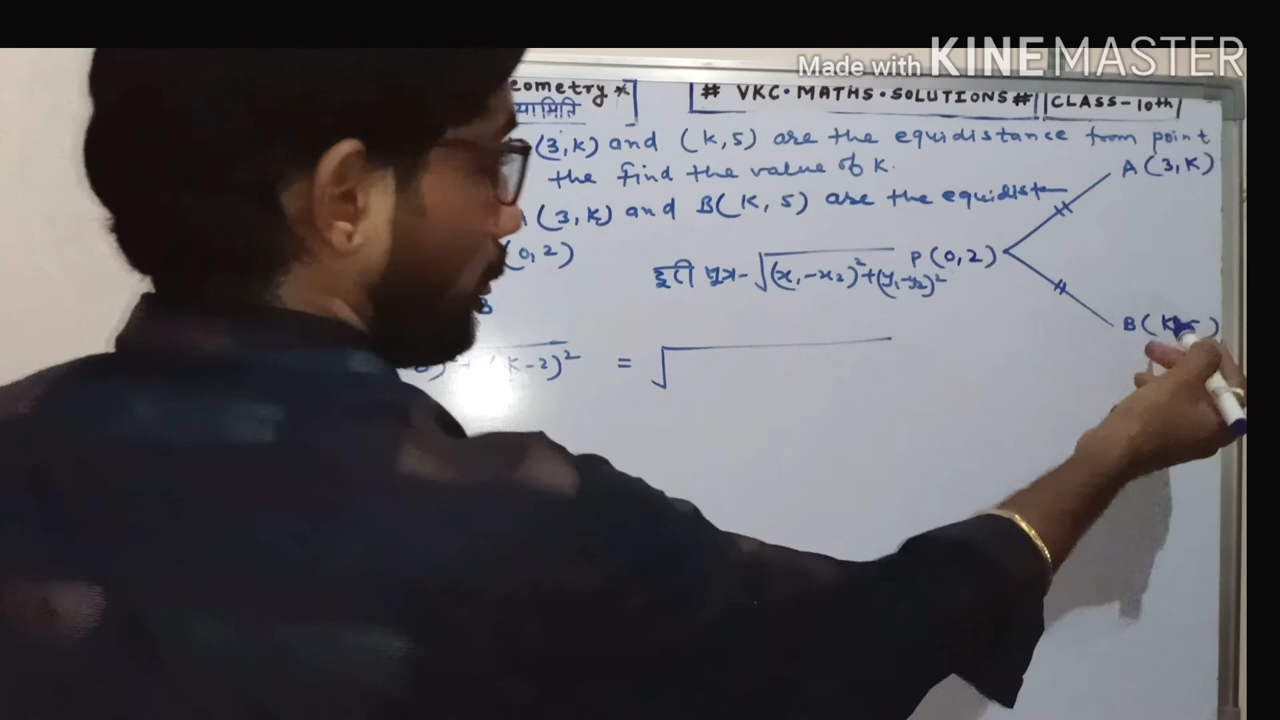 Made with KINEMASTER
eometry *
्यामिति
# VKC. MATHS. SOLUTIONS #
CLASS-10th
(3,K) and (K,5) are the equidistance from point
the find the value of K.
A (3, K)
(3, K) and B(K, 5) are the equidistan
(0, 2)
दूरी सूत्र- √(x₁-x₂)²+(y₁-y₂)²
P(0, 2)
B
B(K
)² + (K-2)² = √